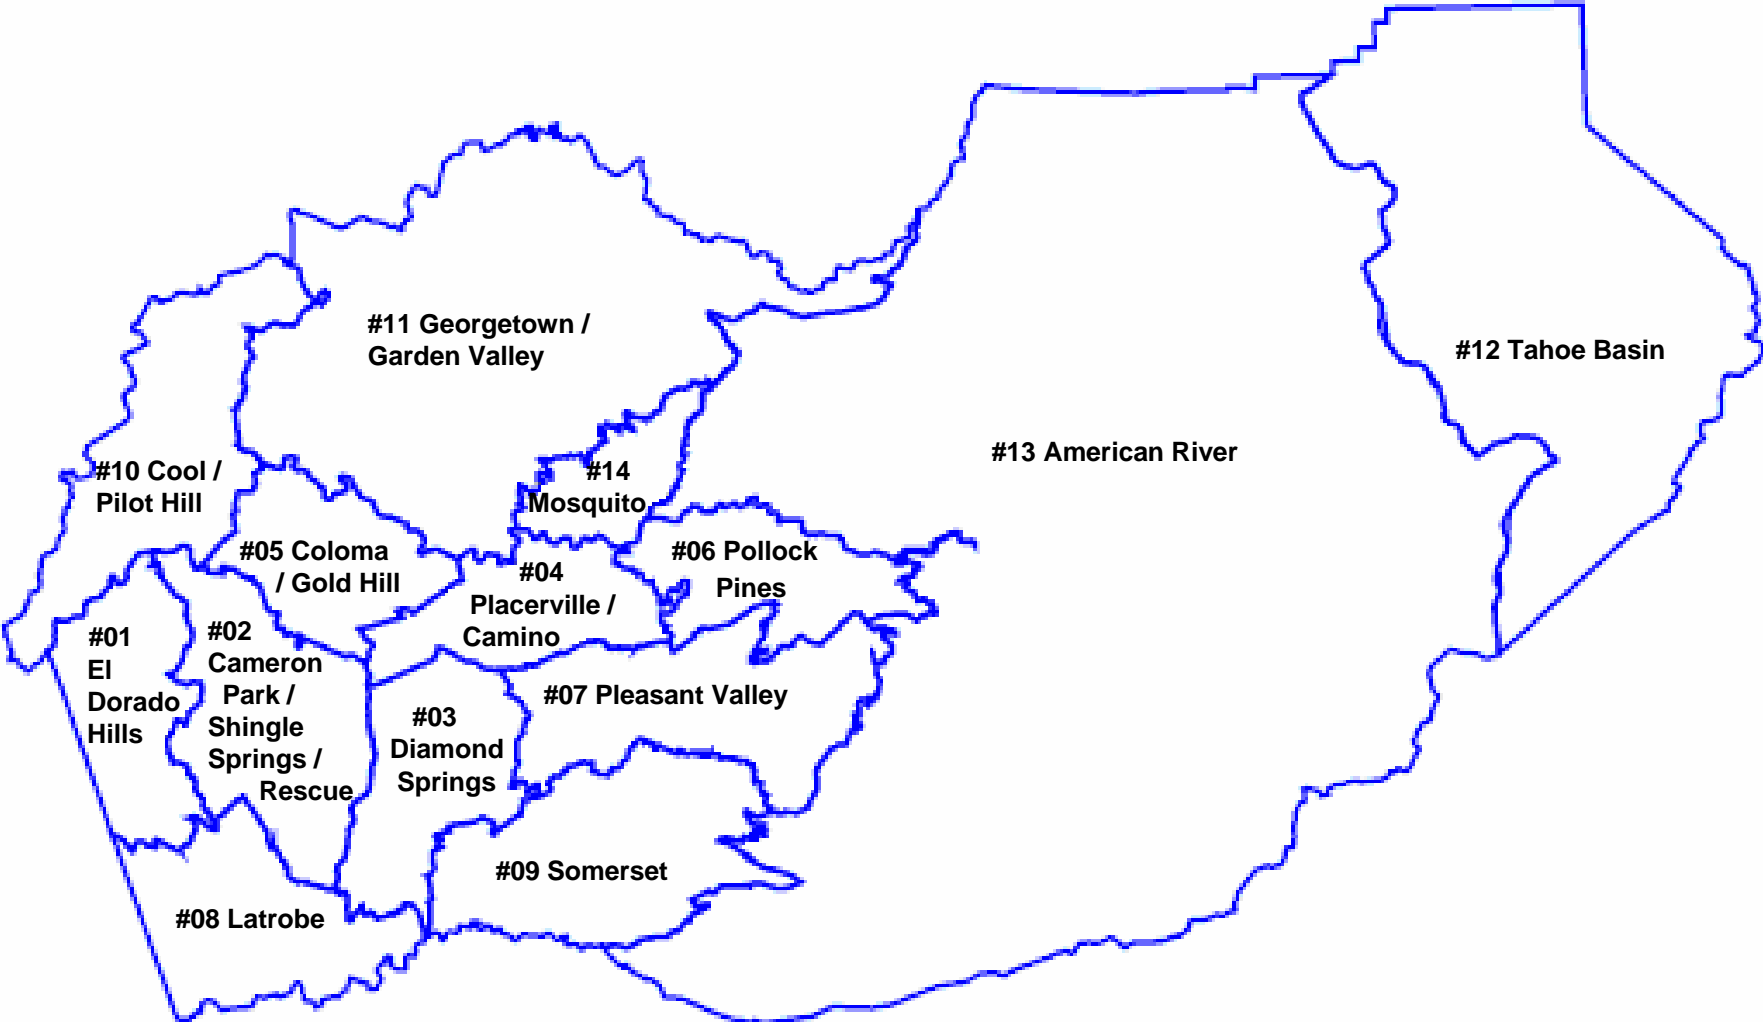 #11 Georgetown /
Garden Valley
#12 Tahoe Basin
#13 American River
#10 Cool /
Pilot Hill
#14
Mosquito
#05 Coloma
/ Gold Hill
#04
Placerville /
Camino
#06 Pollock
Pines
#01
El
Dorado
Hills
#02
Cameron
Park /
Shingle
Springs /
Rescue
#03
Diamond
Springs
#07 Pleasant Valley
#09 Somerset
#08 Latrobe